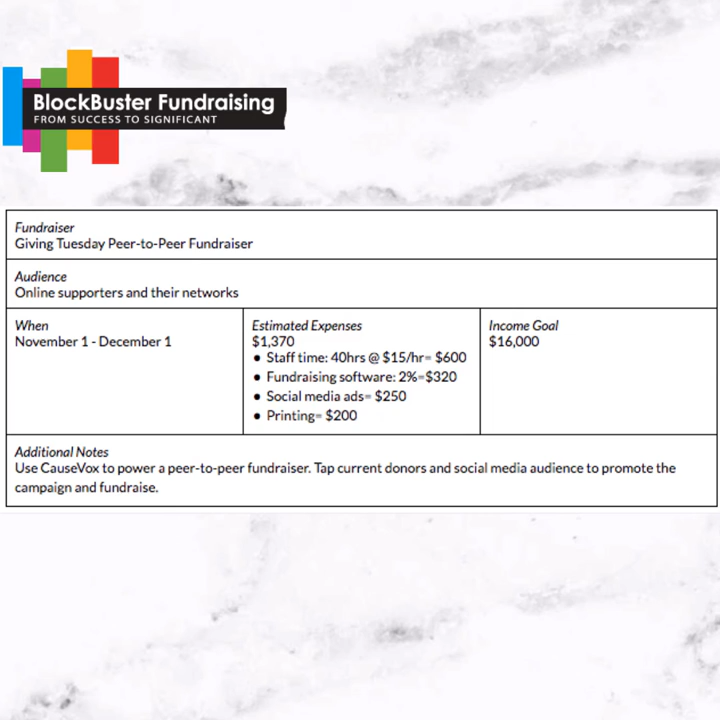 BlockBuster Fundraising
FROM SUCCESS TO SIGNIFICANT
Fundraiser
Giving Tuesday Peer-to-Peer Fundraiser
Audience
Online supporters and their networks
When
November 1 - December 1
Estimated Expenses
$1,370
● Staff time: 40hrs @ $15/hr= $600
● Fundraising software: 2%=$320
● Social media ads= $250
● Printing= $200
Income Goal
$16,000
Additional Notes
Use CauseVox to power a peer-to-peer fundraiser. Tap current donors and social media audience to promote the
campaign and fundraise.